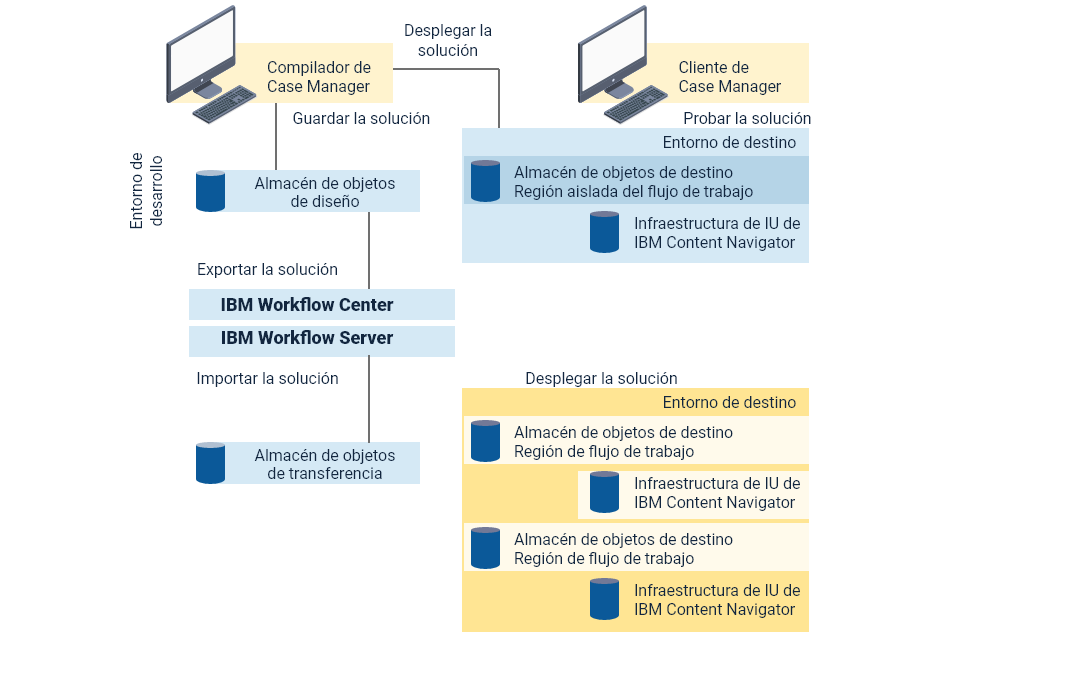 Desplegar la
solución
Compilador de
Case Manager
Cliente de
Case Manager
Guardar la solución
Probar la solución
Entorno de
desarrollo
Almacén de objetos
de diseño
Entorno de destino
Almacén de objetos de destino
Región aislada del flujo de trabajo
Infraestructura de IU de
IBM Content Navigator
Exportar la solución
IBM Workflow Center
IBM Workflow Server
Importar la solución
Almacén de objetos
de transferencia
Desplegar la solución
Entorno de destino
Almacén de objetos de destino
Región de flujo de trabajo
Infraestructura de IU de
IBM Content Navigator
Almacén de objetos de destino
Región de flujo de trabajo
Infraestructura de IU de
IBM Content Navigator